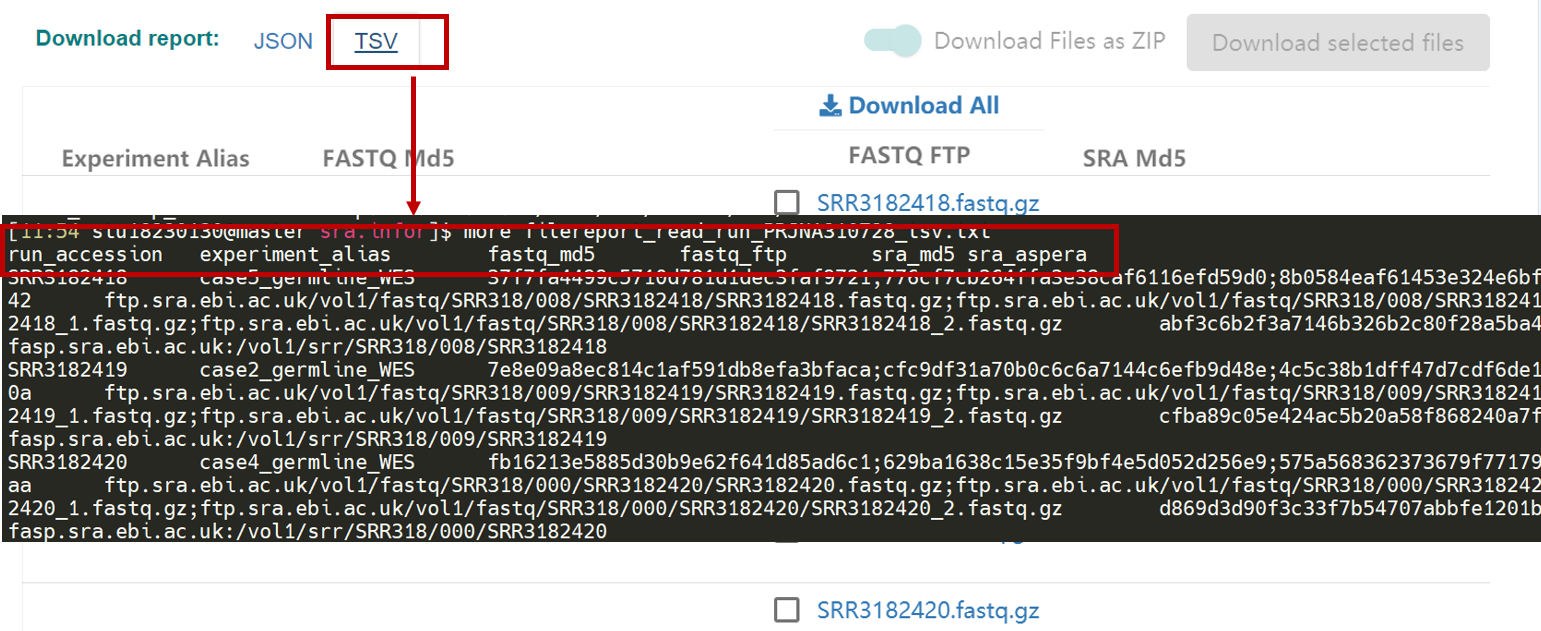 Download report: JSON TSV Download Files as ZIP Download selected files
Download All
Experiment Alias FASTQ Md5 FASTQ FTP SRA Md5
SRR3182418.fastq.gz
[11:54 stu18230130@master sra.infor]$ more filereport_read_run_PRJNA310728_tsv.txt
run_accession experiment_alias fastq_md5 fastq_ftp sra_md5 sra_aspera
SRR3182418 case5_germline_WES 37f7fa4499c5710d781d1dec3faf9721;776cf7cb264ffa3e38caf6116efd59d0;8b0584eaf61453e324e6bf
42 ftp.sra.ebi.ac.uk/vol1/fastq/SRR318/008/SRR3182418/SRR3182418.fastq.gz;ftp.sra.ebi.ac.uk/vol1/fastq/SRR318/008/SRR318241
2418_1.fastq.gz;ftp.sra.ebi.ac.uk/vol1/fastq/SRR318/008/SRR3182418/SRR3182418_2.fastq.gz abf3c6b2f3a7146b326b2c80f28a5ba4
fasp.sra.ebi.ac.uk:/vol1/srr/SRR318/008/SRR3182418
SRR3182419 case2_germline_WES 7e8e09a8ec814c1af591db8efa3bfaca;cfc9df31a70b0c6c6a7144c6efb9d48e;4c5c38b1dff47d7cdf6de1
0a ftp.sra.ebi.ac.uk/vol1/fastq/SRR318/009/SRR3182419/SRR3182419.fastq.gz;ftp.sra.ebi.ac.uk/vol1/fastq/SRR318/009/SRR318241
2419_1.fastq.gz;ftp.sra.ebi.ac.uk/vol1/fastq/SRR318/009/SRR3182419/SRR3182419_2.fastq.gz cfba89c05e424ac5b20a58f868240a7f
fasp.sra.ebi.ac.uk:/vol1/srr/SRR318/009/SRR3182419
SRR3182420 case4_germline_WES fb16213e5885d30b9e62f641d85ad6c1;629ba1638c15e35f9bf4e5d052d256e9;575a568362373679f77179
aa ftp.sra.ebi.ac.uk/vol1/fastq/SRR318/000/SRR3182420/SRR3182420.fastq.gz;ftp.sra.ebi.ac.uk/vol1/fastq/SRR318/000/SRR318242
2420_1.fastq.gz;ftp.sra.ebi.ac.uk/vol1/fastq/SRR318/000/SRR3182420/SRR3182420_2.fastq.gz d869d3d90f3c33f7b54707abbfe1201b
fasp.sra.ebi.ac.uk:/vol1/srr/SRR318/000/SRR3182420
SRR3182420.fastq.gz